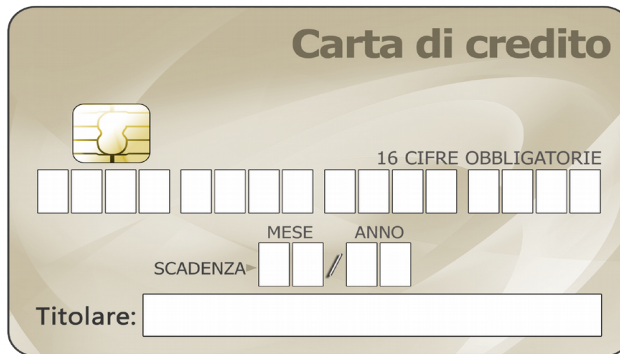 Carta di credito
16 CIFRE OBBLIGATORIE
MESE ANNO
SCADENZA /
Titolare: